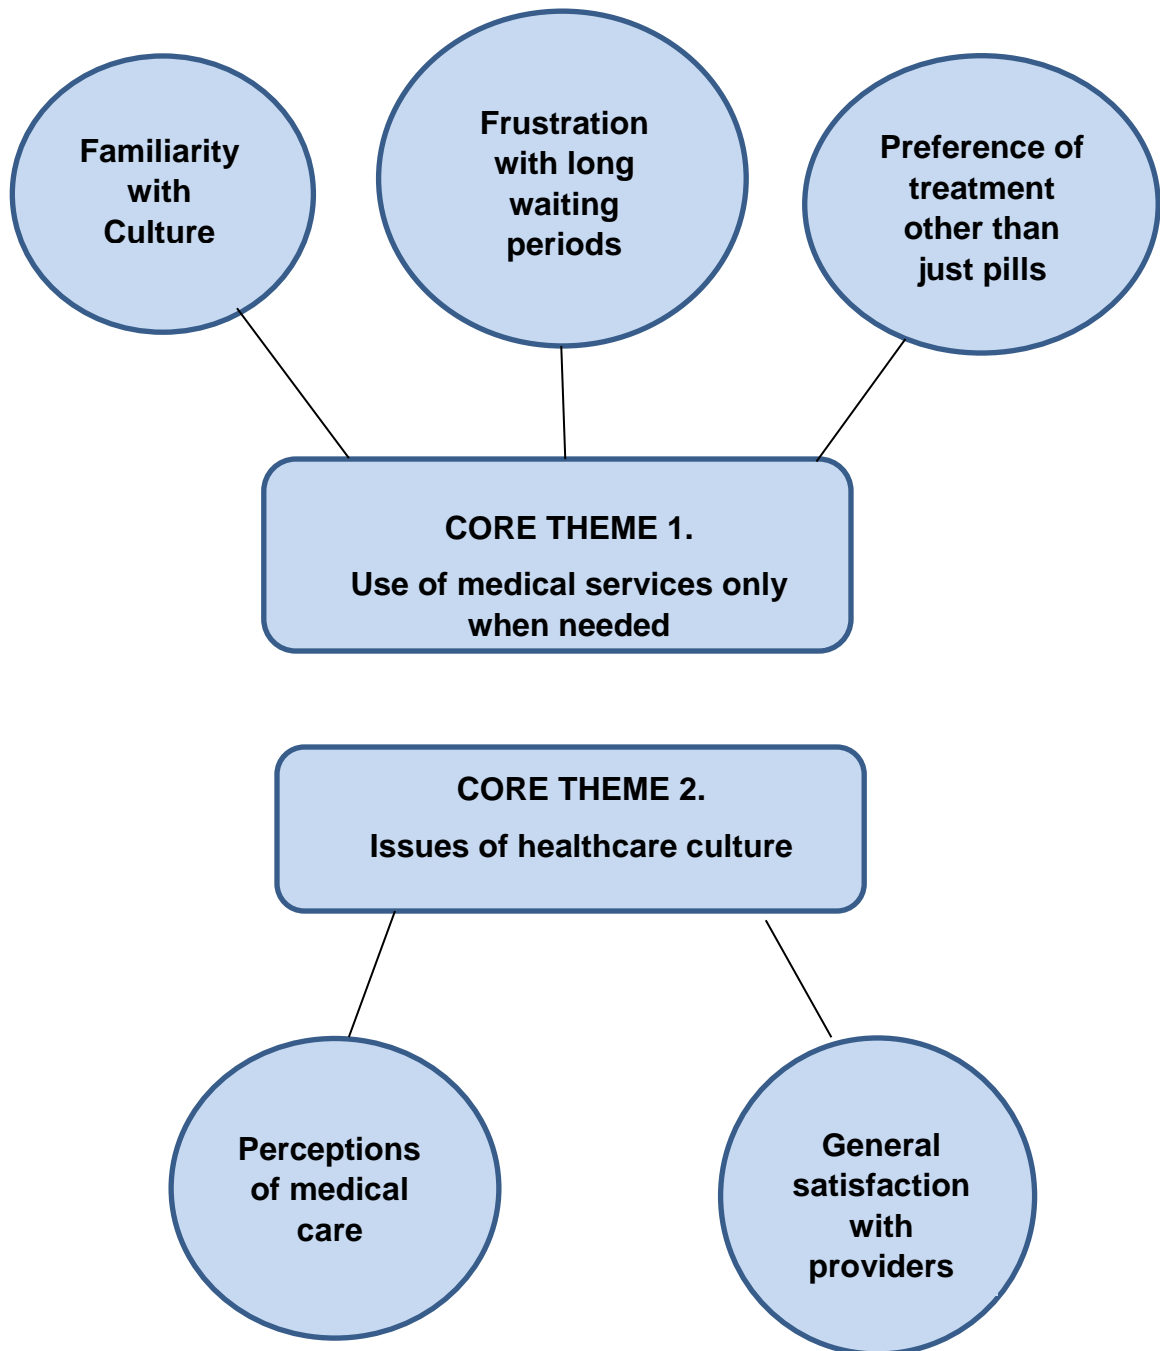 Familiarity
with
Culture
Frustration
with long
waiting
periods
Preference of
treatment
other than
just pills
CORE THEME 1.
Use of medical services only
when needed
CORE THEME 2.
Issues of healthcare culture
Perceptions
of medical
care
General
satisfaction
with
providers